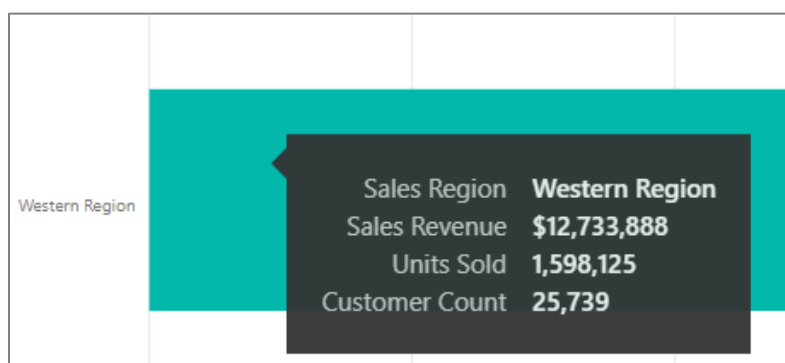 Western Region
Sales Region Western Region
Sales Revenue $12,733,888
Units Sold 1,598,125
Customer Count 25,739